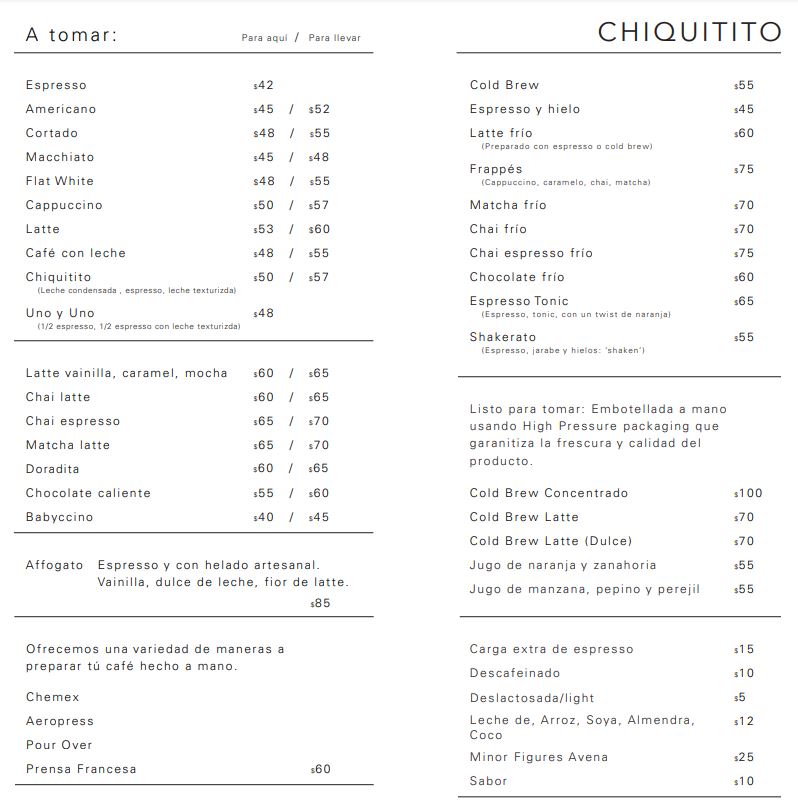 A tomar: Para aquí / Para llevar
Espresso $42
Americano $45 / $52
Cortado $48 / $55
Macchiato $45 / $48
Flat White $48 / $55
Cappuccino $50 / $57
Latte $53 / $60
Café con leche $48 / $55
Chiquitito $50 / $57
(Leche condensada , espresso, leche texturizda)
Uno y Uno $48
(1/2 espresso, 1/2 espresso con leche texturizda)
Latte vainilla, caramel, mocha $60 / $65
Chai latte $60 / $65
Chai espresso $65 / $70
Matcha latte $65 / $70
Doradita $60 / $65
Chocolate caliente $55 / $60
Babyccino $40 / $45
Affogato Espresso y con helado artesanal.
Vainilla, dulce de leche, fior de latte.
$85
Ofrecemos una variedad de maneras a
preparar tú café hecho a mano.
Chemex
Aeropress
Pour Over
Prensa Francesa $60
CHIQUITITO
Cold Brew $55
Espresso y hielo $45
Latte frío $60
(Preparado con espresso o cold brew)
Frappés $75
(Cappuccino, caramelo, chai, matcha)
Matcha frío $70
Chai frío $70
Chai espresso frío $75
Chocolate frío $60
Espresso Tonic $65
(Espresso, tonic, con un twist de naranja)
Shakerato $55
(Espresso, jarabe y hielos: 'shaken')
Listo para tomar: Embotellada a mano
usando High Pressure packaging que
garanitiza la frescura y calidad del
producto.
Cold Brew Concentrado $100
Cold Brew Latte $70
Cold Brew Latte (Dulce) $70
Jugo de naranja y zanahoria $55
Jugo de manzana, pepino y perejil $55
Carga extra de espresso $15
Descafeinado $10
Deslactosada/light $5
Leche de, Arroz, Soya, Almendra, $12
Coco
Minor Figures Avena $25
Sabor $10